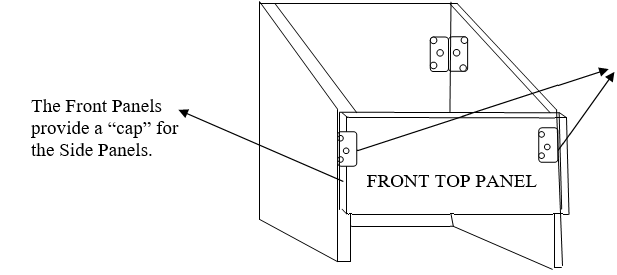 The Front Panels
provide a “cap” for
the Side Panels.
FRONT TOP PANEL